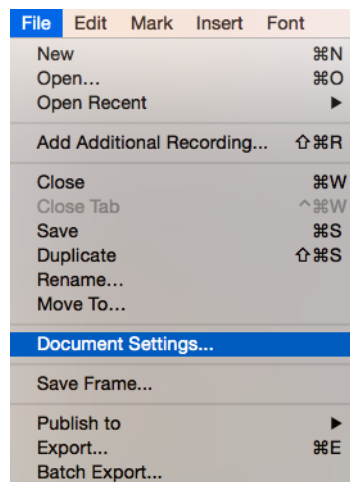 File Edit Mark Insert Font
New ⌘N
Open... ⌘O
Open Recent ▶
Add Additional Recording... ⇧⌘R
Close ⌘W
Close Tab ^⌘W
Save ⌘S
Duplicate ⇧⌘S
Rename...
Move To...
Document Settings...
Save Frame...
Publish to ▶
Export... ⌘E
Batch Export...